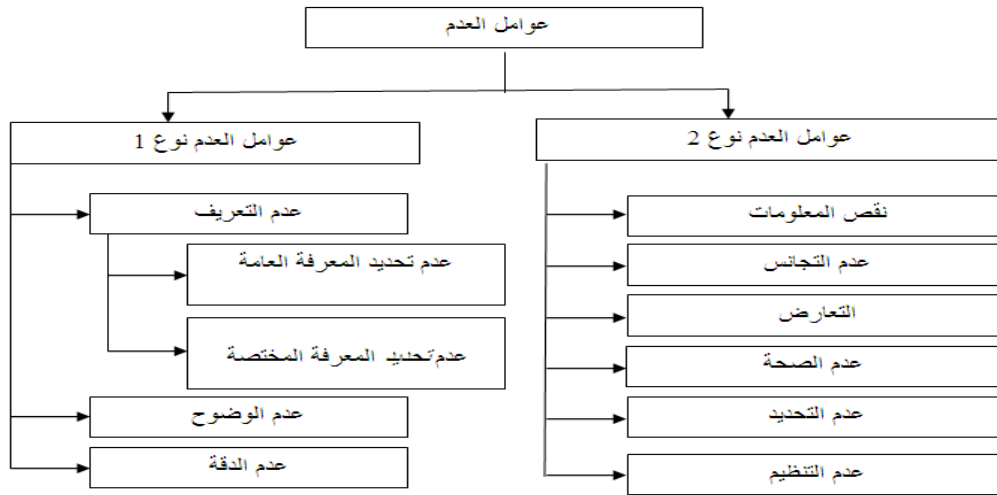 عوامل العدم
عوامل العدم نوع 1
عدم التعريف
عدم تحديد المعرفة العامة
عدم تحديد المعرفة المختصة
عدم الوضوح
عدم الدقة
عوامل العدم نوع 2
نقص المعلومات
عدم التجانس
التعارض
عدم الصحة
عدم التحديد
عدم التنظيم